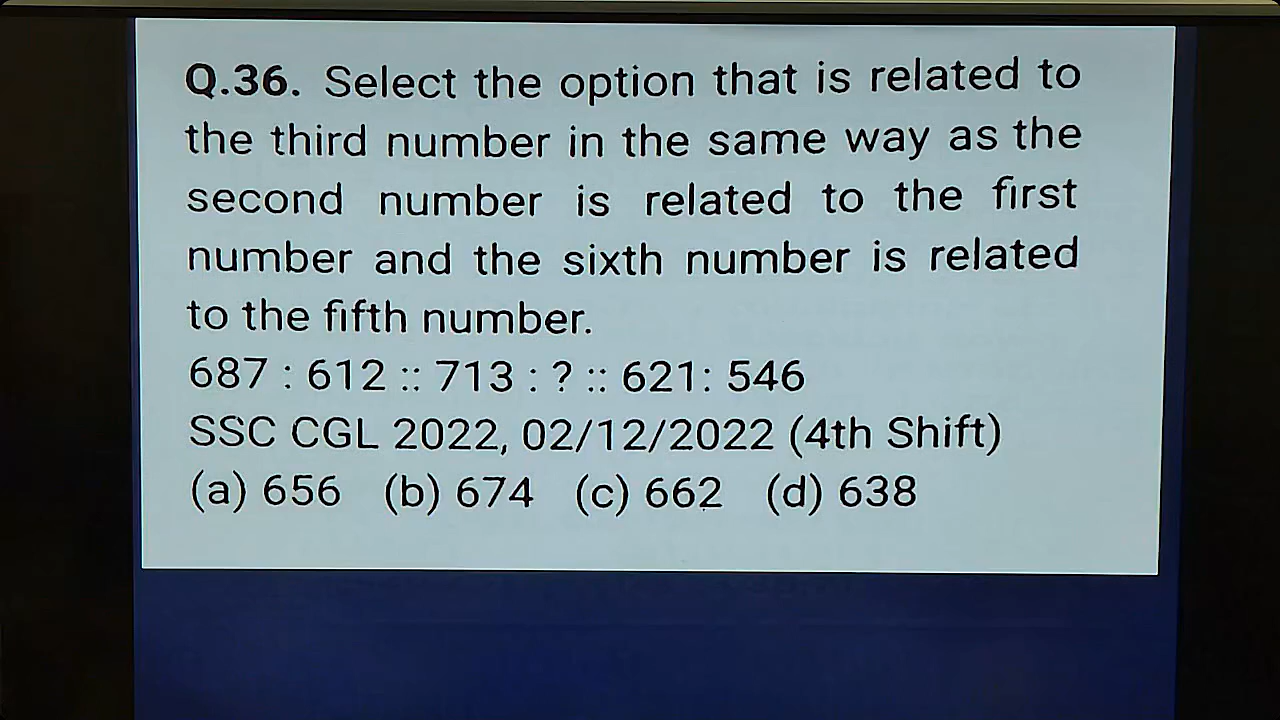 Q.36. Select the option that is related to
the third number in the same way as the
second number is related to the first
number and the sixth number is related
to the fifth number.
687 : 612 :: 713 : ? :: 621: 546
SSC CGL 2022, 02/12/2022 (4th Shift)
(a) 656 (b) 674 (c) 662 (d) 638